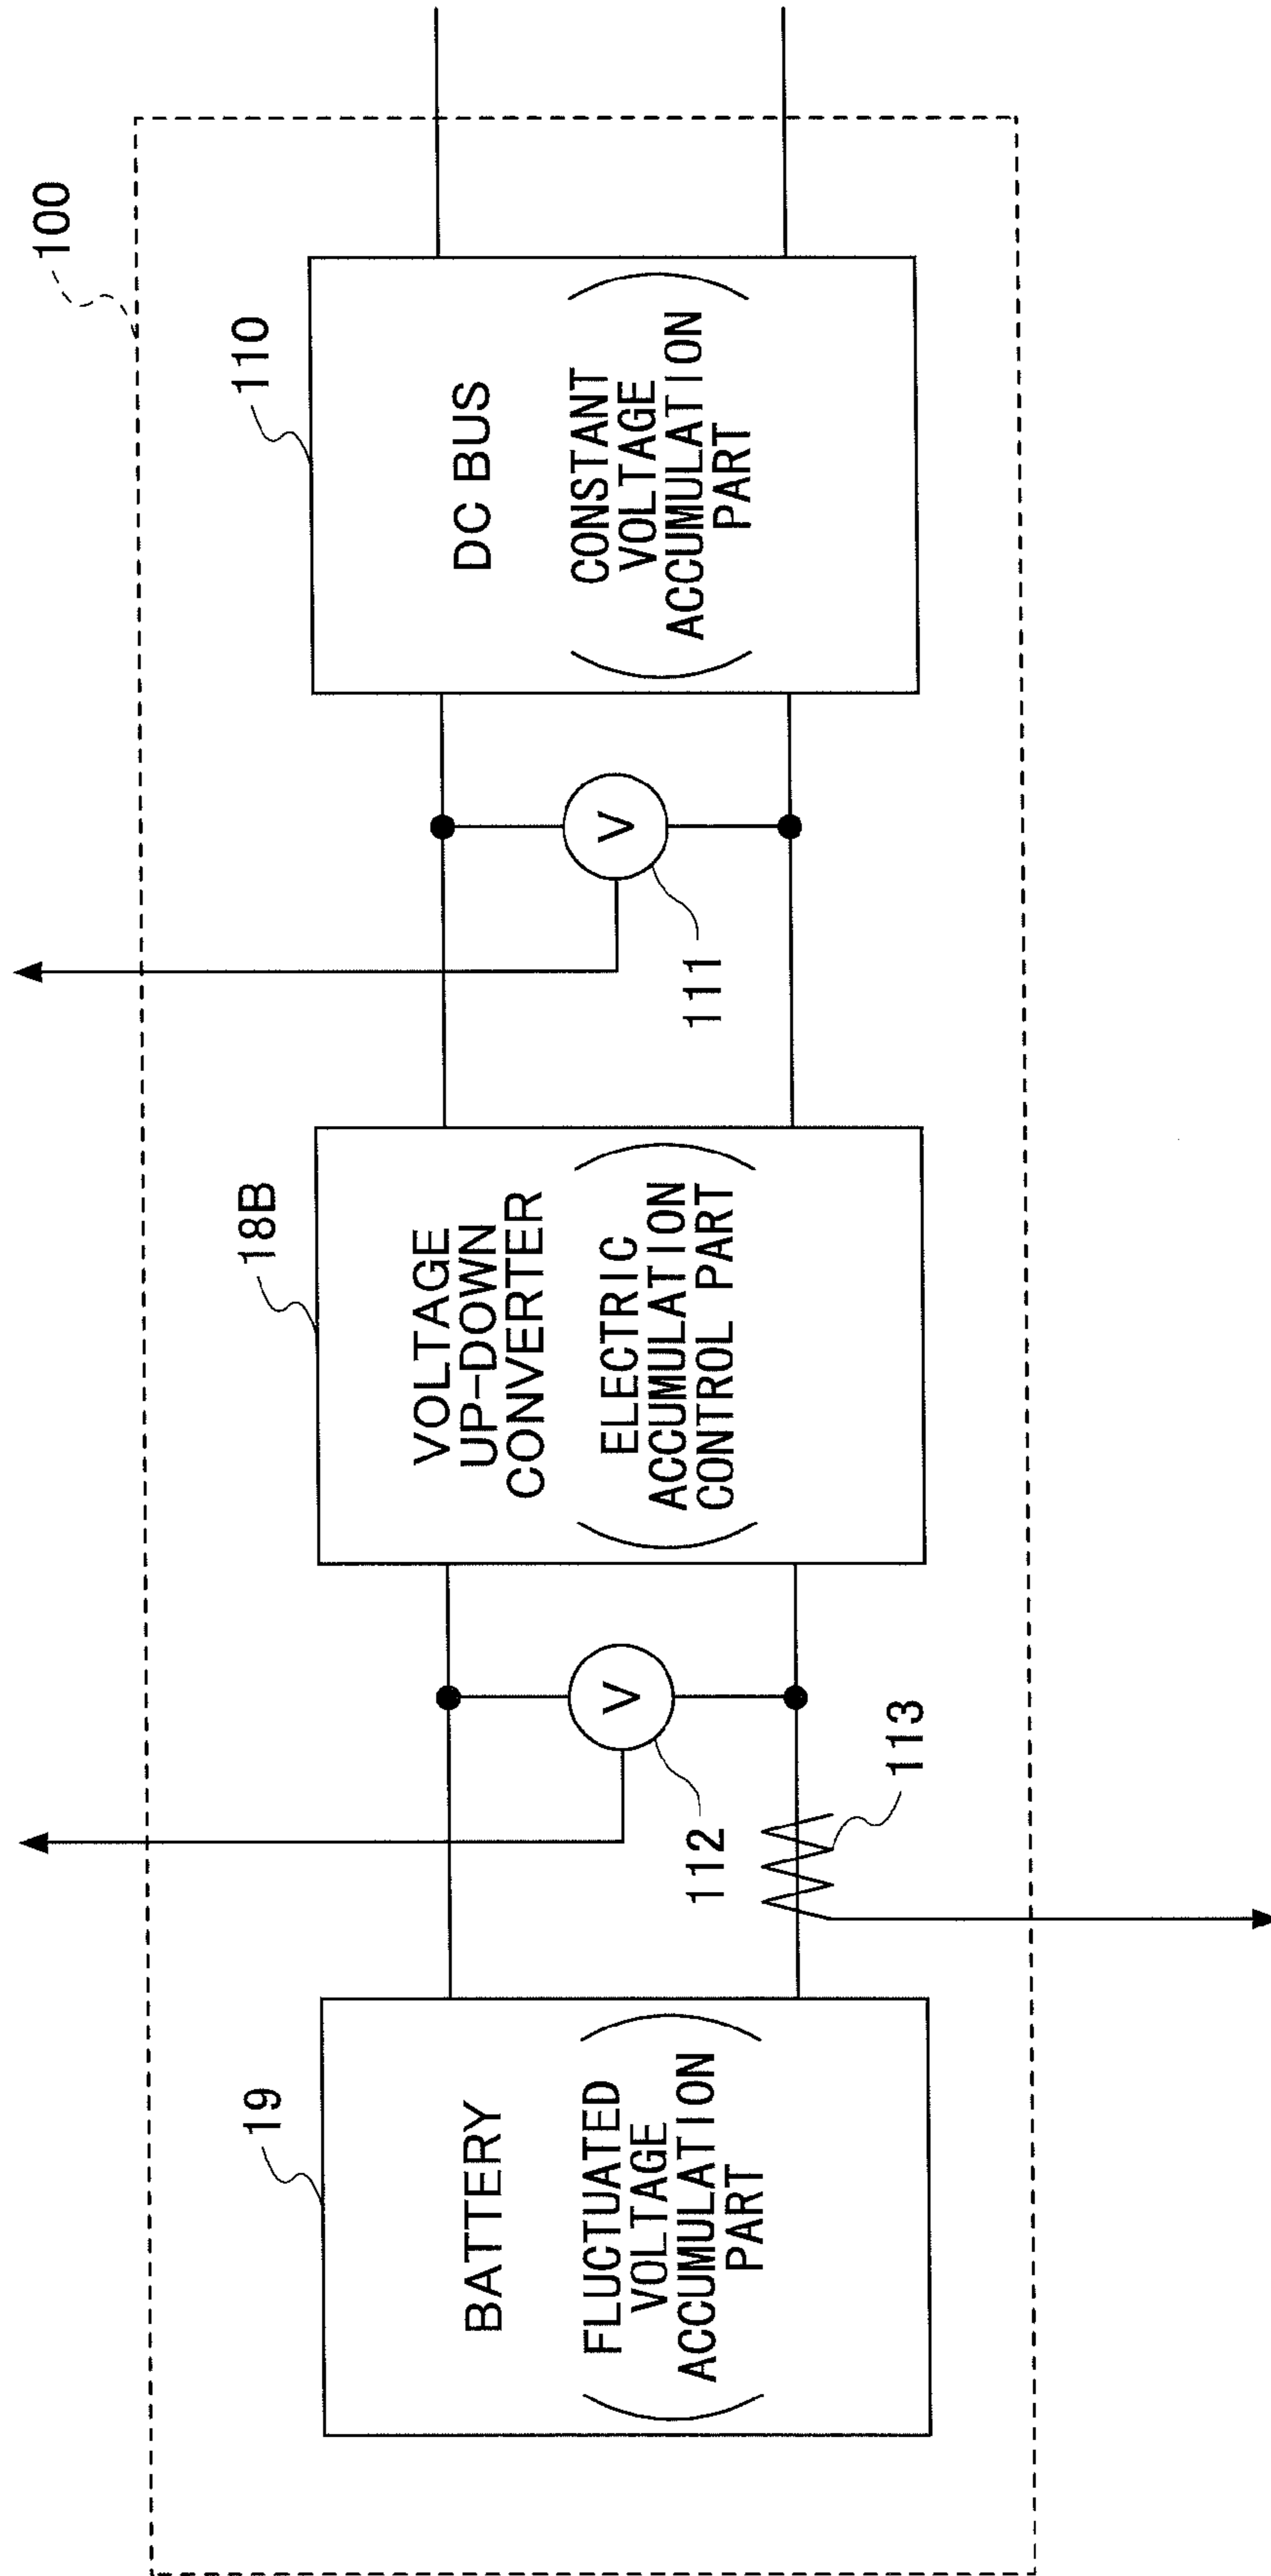 100
19
BATTERY
FLUCTUATED
VOLTAGE
ACCUMULATION
PART
112
V
113
18B
VOLTAGE
UP-DOWN
CONVERTER
ELECTRIC
ACCUMULATION
CONTROL PART
111
V
110
DC BUS
CONSTANT
VOLTAGE
ACCUMULATION
PART